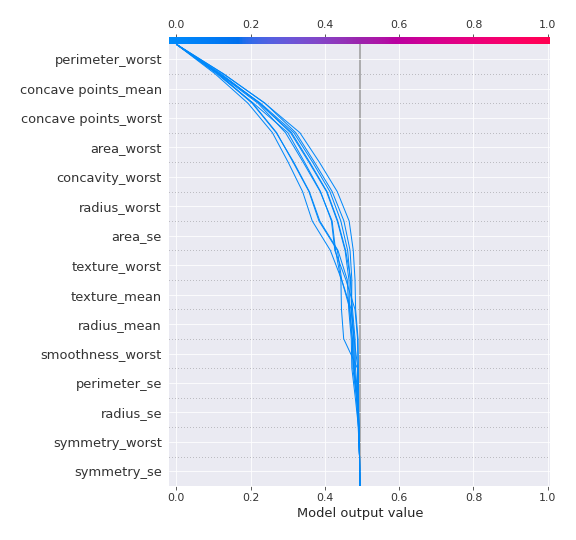 0.0 0.2 0.4 0.6 0.8 1.0
perimeter_worst
concave points_mean
concave points_worst
area_worst
concavity_worst
radius_worst
area_se
texture_worst
texture_mean
radius_mean
smoothness_worst
perimeter_se
radius_se
symmetry_worst
symmetry_se
0.0 0.2 0.4 0.6 0.8 1.0
Model output value